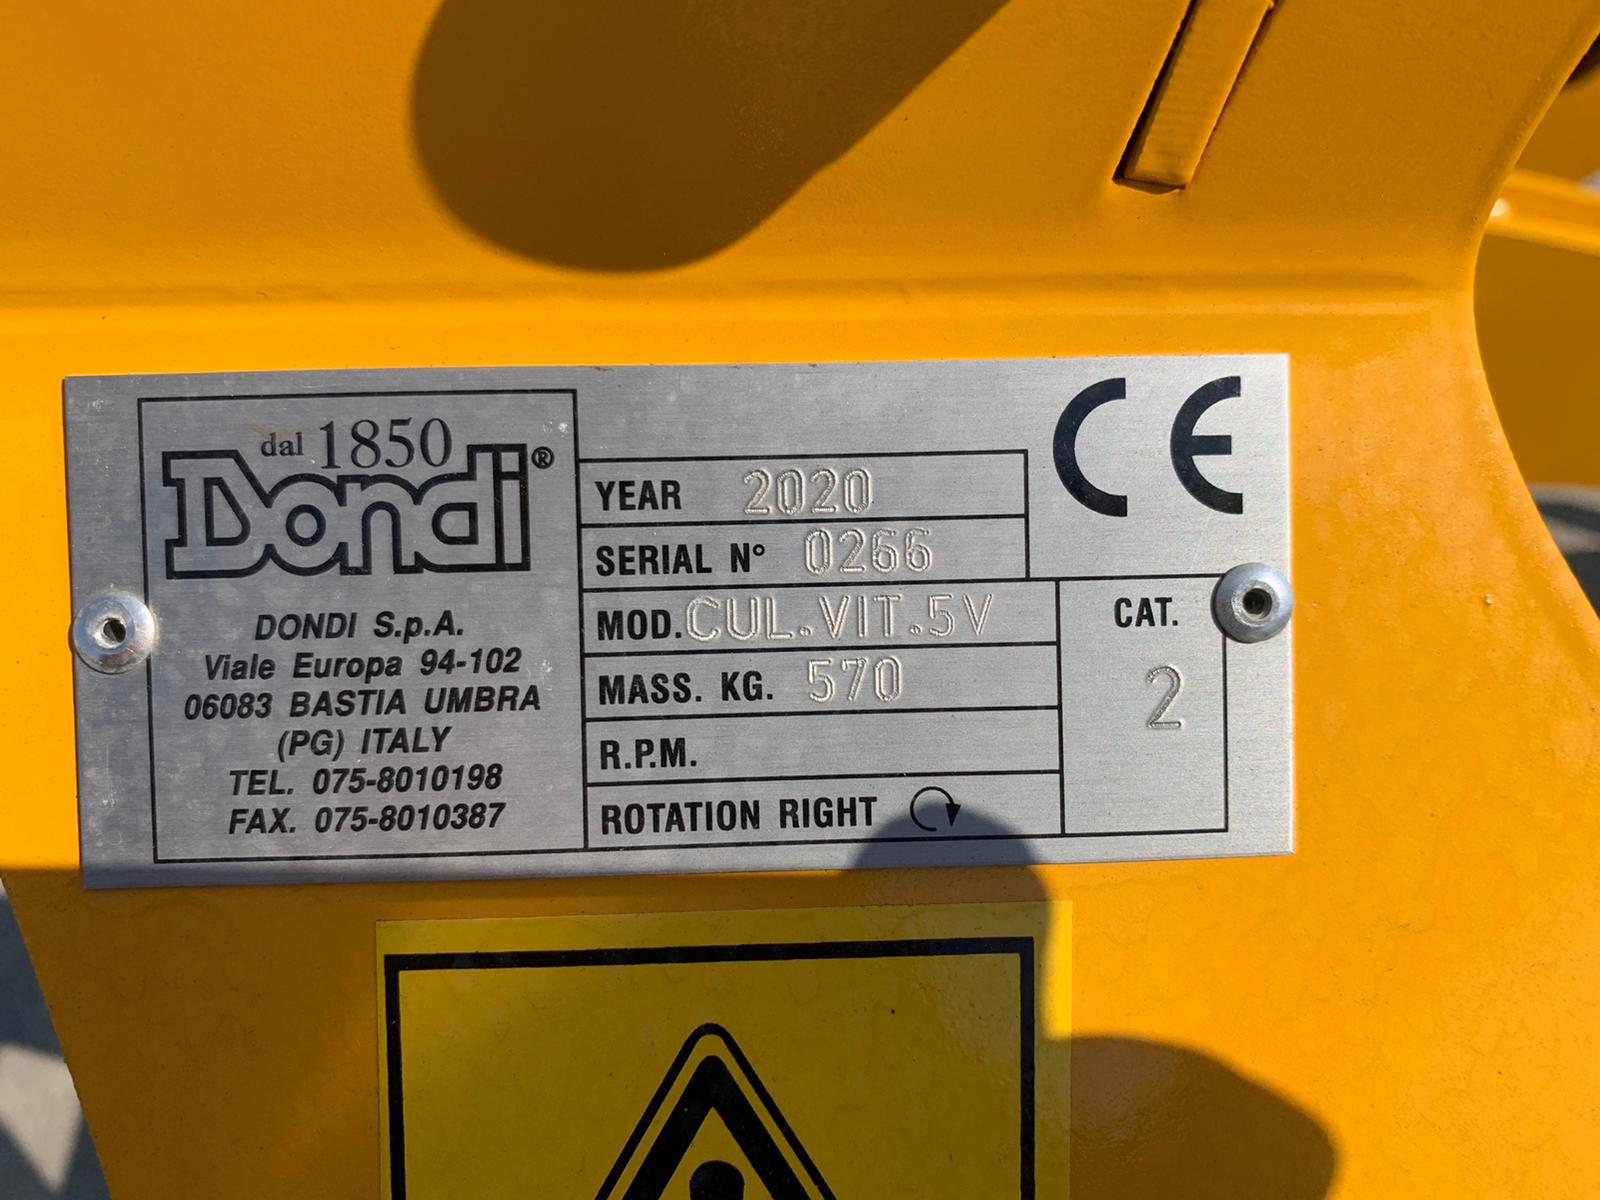 dal 1850
Dondi®
DONDI S.p.A.
Viale Europa 94-102
06083 BASTIA UMBRA
(PG) ITALY
TEL. 075-8010198
FAX. 075-8010387
CE
YEAR 2020
SERIAL N° 0266
MOD. CUL.VIT.5V
MASS. KG. 570
R.P.M.
ROTATION RIGHT
CAT.
2